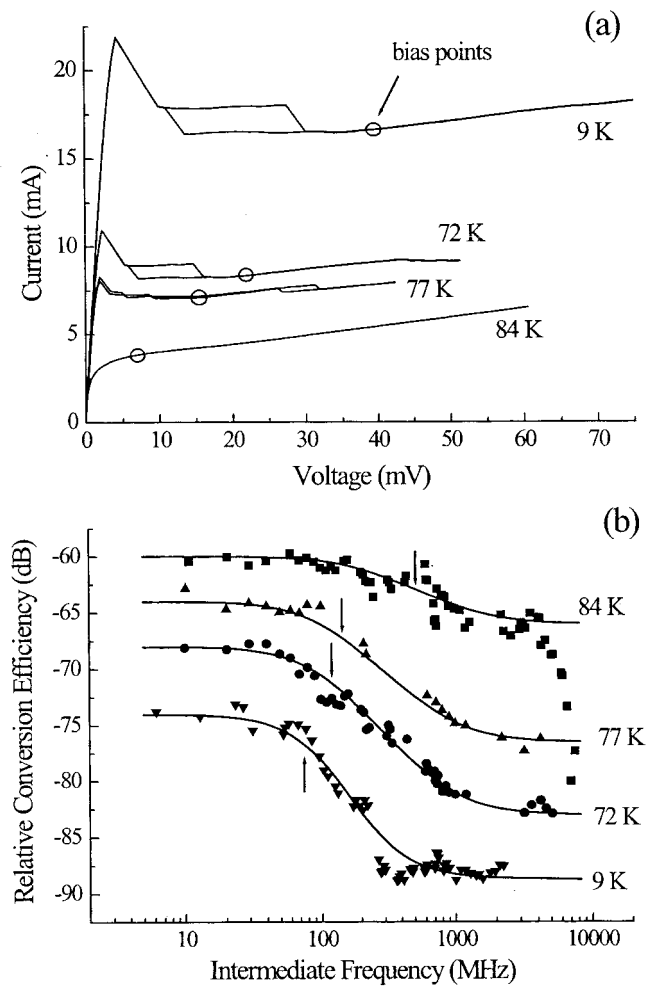 (a)
20
15
10
5
0
Current (mA)
bias points
9 K
72 K
77 K
84 K
0 10 20 30 40 50 60 70
Voltage (mV)
(b)
-60
-65
-70
-75
-80
-85
-90
Relative Conversion Efficiency (dB)
84 K
77 K
72 K
9 K
10 100 1000 10000
Intermediate Frequency (MHz)